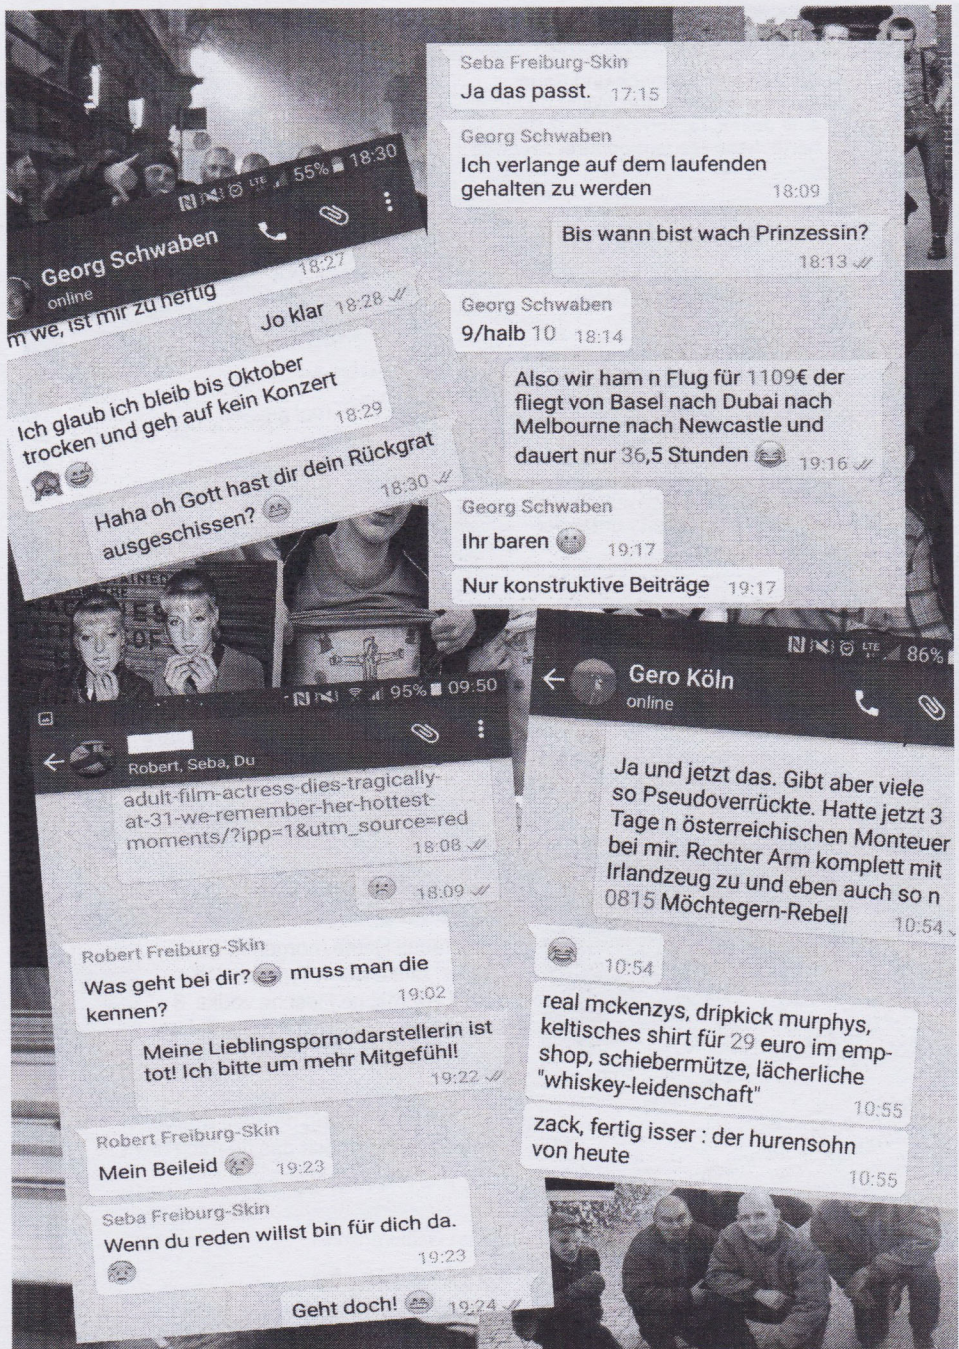 LTE 55% 18:30
Georg Schwaben
online
18:27
m we, ist mir zu heftig
Jo klar 18:28
Ich glaub ich bleib bis Oktober
trocken und geh auf kein Konzert
18:29
Haha oh Gott hast dir dein Rückgrat
ausgeschissen? 18:30
Seba Freiburg-Skin
Ja das passt. 17:15
Georg Schwaben
Ich verlange auf dem laufenden
gehalten zu werden 18:09
Bis wann bist wach Prinzessin?
18:13
Georg Schwaben
9/halb 10 18:14
Also wir ham n Flug für 1109€ der
fliegt von Basel nach Dubai nach
Melbourne nach Newcastle und
dauert nur 36,5 Stunden 😂 19:16
Georg Schwaben
Ihr baren 19:17
Nur konstruktive Beiträge 19:17
95% 09:50
Robert, Seba, Du
adult-film-actress-dies-tragically-
at-31-we-remember-her-hottest-
moments/?ipp=1&utm_source=red
18:08
18:09
Robert Freiburg-Skin
Was geht bei dir? muss man die
kennen? 19:02
Meine Lieblingspornodarstellerin ist
tot! Ich bitte um mehr Mitgefühl!
19:22
Robert Freiburg-Skin
Mein Beileid 19:23
Seba Freiburg-Skin
Wenn du reden willst bin für dich da.
19:23
Geht doch! 19:24
LTE 86%
Gero Köln
online
Ja und jetzt das. Gibt aber viele
so Pseudoverrückte. Hatte jetzt 3
Tage n österreichischen Monteuer
bei mir. Rechter Arm komplett mit
Irlandzeug zu und eben auch so n
0815 Möchtegern-Rebell 10:54
😂 10:54
real mckenzys, dripkick murphys,
keltisches shirt für 29 euro im emp-
shop, schiebermütze, lächerliche
"whiskey-leidenschaft" 10:55
zack, fertig isser : der hurensohn
von heute 10:55